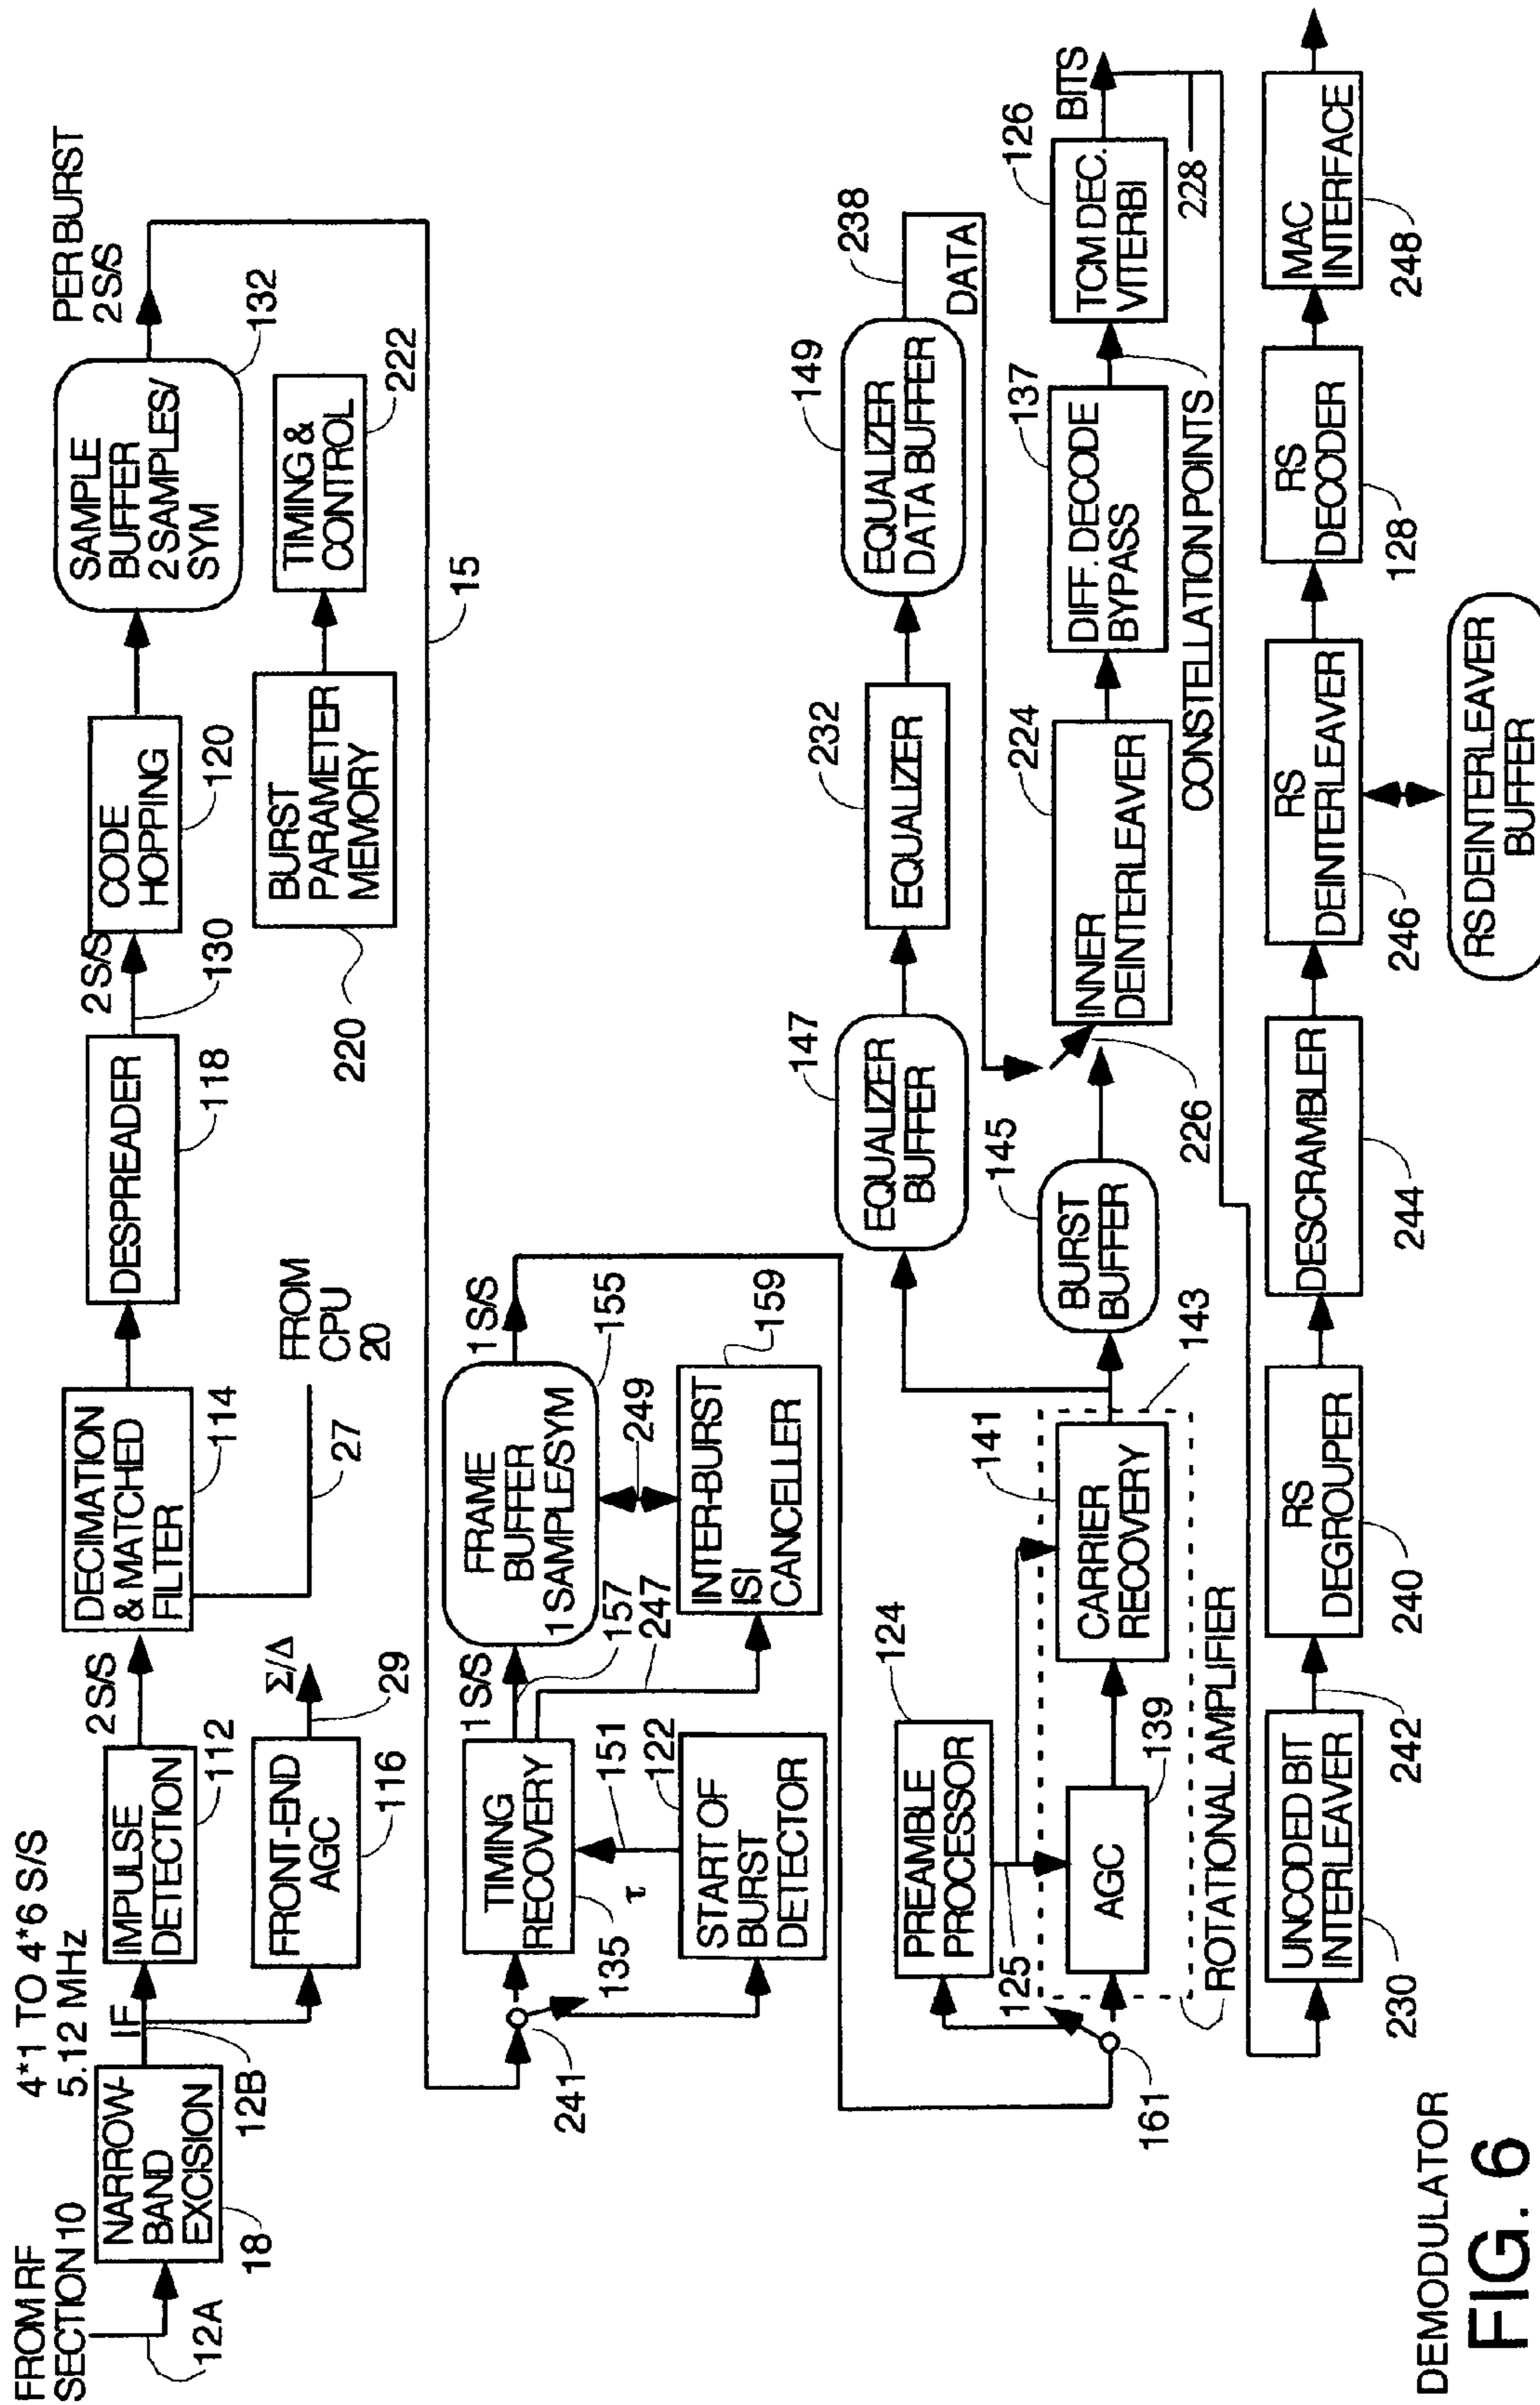 FROM RF
SECTION 10
4*1 TO 4*6 S/S
5.12 MHz
12A
NARROW-
BAND
EXCISION
18
IF
12B
IMPULSE
DETECTION
112
2 S/S
FRONT-END
AGC
116
Σ/Δ
29
DECIMATION
& MATCHED
FILTER
114
27
FROM
CPU
20
DESPREADER
118
2 S/S
130
CODE
HOPPING
120
SAMPLE
BUFFER
2 SAMPLES/
SYM
132
PER BURST
2 S/S
BURST
PARAMETER
MEMORY
220
TIMING &
CONTROL
222
15
241
TIMING
RECOVERY
135
τ
151
START OF
BURST
DETECTOR
122
1 S/S
157
247
FRAME
BUFFER
1 SAMPLE/SYM
155
1 S/S
249
INTER-BURST
ISI
CANCELLER
159
161
PREAMBLE
PROCESSOR
124
125
AGC
139
CARRIER
RECOVERY
141
143
ROTATIONAL AMPLIFIER
EQUALIZER
BUFFER
147
EQUALIZER
232
EQUALIZER
DATA BUFFER
149
238
DATA
BURST
BUFFER
145
226
INNER
DEINTERLEAVER
224
DIFF. DECODE
BYPASS
137
CONSTELLATION POINTS
TCM DEC.
VITERBI
126
BITS
228
UNCODED BIT
INTERLEAVER
230
242
RS
DEGROUPER
240
DESCRAMBLER
244
RS
DEINTERLEAVER
246
RS DEINTERLEAVER
BUFFER
RS
DECODER
128
MAC
INTERFACE
248
DEMODULATOR
FIG. 6